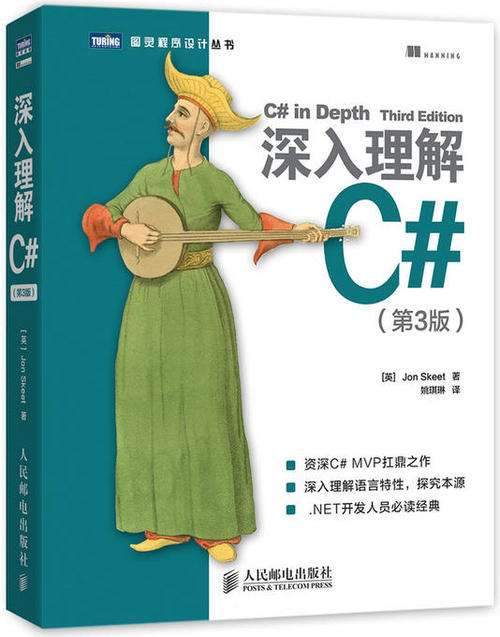 TURING
图灵程序设计丛书
MANNING
C# in Depth Third Edition
深入理解
C#
（第3版）
[英] Jon Skeet 著
姚琪琳 译
资深C# MVP扛鼎之作
深入理解语言特性，探究本源
.NET开发人员必读经典
人民邮电出版社
POSTS & TELECOM PRESS
TURING
深入理解C#
（第3版）
[英] Jon Skeet 著
人民邮电出版社